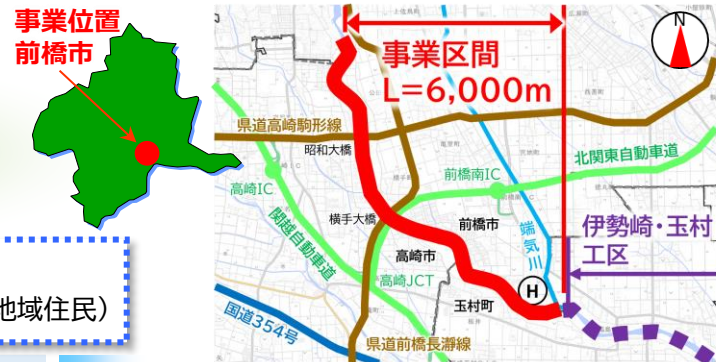 事業位置
前橋市
地域住民）
事業区間
L=6,000m
N
県道高崎駒形線
昭和大橋
高崎IC
前橋南IC
北関東自動車道
横手大橋
前橋市
端気川
関越自動車道
高崎市
伊勢崎・玉村
工区
高崎JCT
玉村町
H
国道354号
県道前橋長瀞線